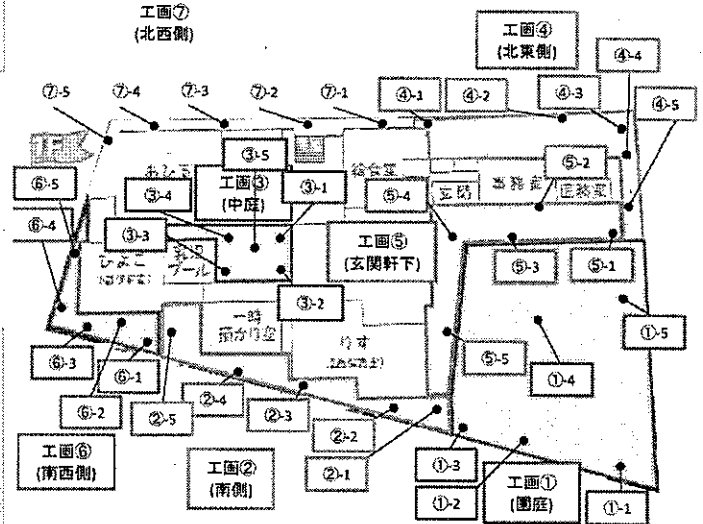 工画⑦
(北西側)
工画④
(北東側)
④-4
⑦-5
⑦-4
⑦-3
⑦-2
⑦-1
④-1
④-2
④-3
④-5
1F
③-5
⑤-2
⑥-5
③-4
工画③
(中庭)
③-1
給食室
⑤-4
玄関
事務室
医務室
⑥-4
③-3
ひよこ
プール
工画⑤
(玄関軒下)
⑤-3
⑤-1
③-2
一時
預かり室
りす
①-5
⑥-3
⑥-1
⑤-5
①-4
⑥-2
②-5
②-4
②-3
②-2
②-1
①-3
①-2
①-1
工画⑥
(南西側)
工画②
(南側)
工画①
(園庭)